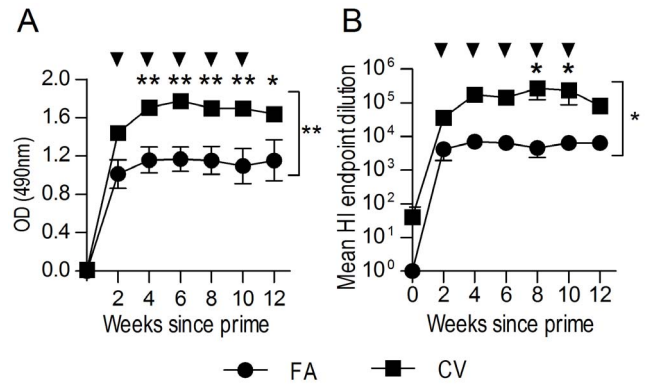 A
B
** ** ** ** *
* *
2.0
1.6
1.2
0.8
0.4
0.0
OD (490nm)
**
10⁶
10⁵
10⁴
10³
10²
10¹
10⁰
Mean HI endpoint dilution
*
2 4 6 8 10 12
0 2 4 6 8 10 12
Weeks since prime
Weeks since prime
FA CV